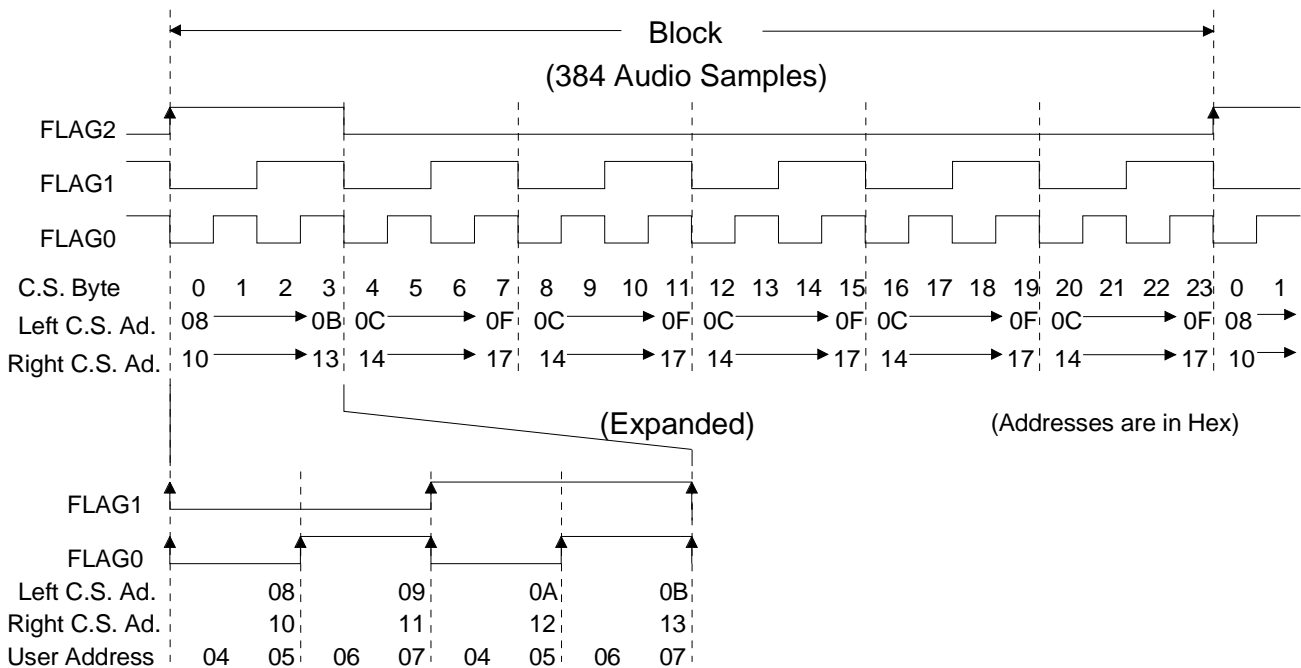 Block
(384 Audio Samples)
FLAG2
FLAG1
FLAG0
C.S. Byte 0 1 2 3 4 5 6 7 8 9 10 11 12 13 14 15 16 17 18 19 20 21 22 23 0 1
Left C.S. Ad. 08 0B 0C 0F 0C 0F 0C 0F 0C 0F 0C 0F 08
Right C.S. Ad. 10 13 14 17 14 17 14 17 14 17 14 17 10
(Expanded) (Addresses are in Hex)
FLAG1
FLAG0
Left C.S. Ad. 08 09 0A 0B
Right C.S. Ad. 10 11 12 13
User Address 04 05 06 07 04 05 06 07